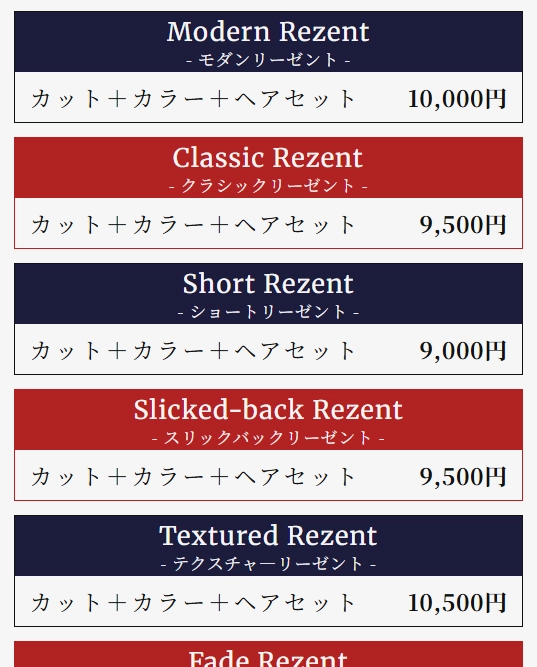 Modern Rezent
- モダンリーゼント -
カット＋カラー＋ヘアセット 10,000円
Classic Rezent
- クラシックリーゼント -
カット＋カラー＋ヘアセット 9,500円
Short Rezent
- ショートリーゼント -
カット＋カラー＋ヘアセット 9,000円
Slicked-back Rezent
- スリックバックリーゼント -
カット＋カラー＋ヘアセット 9,500円
Textured Rezent
- テクスチャーリーゼント -
カット＋カラー＋ヘアセット 10,500円
Fade Rezent